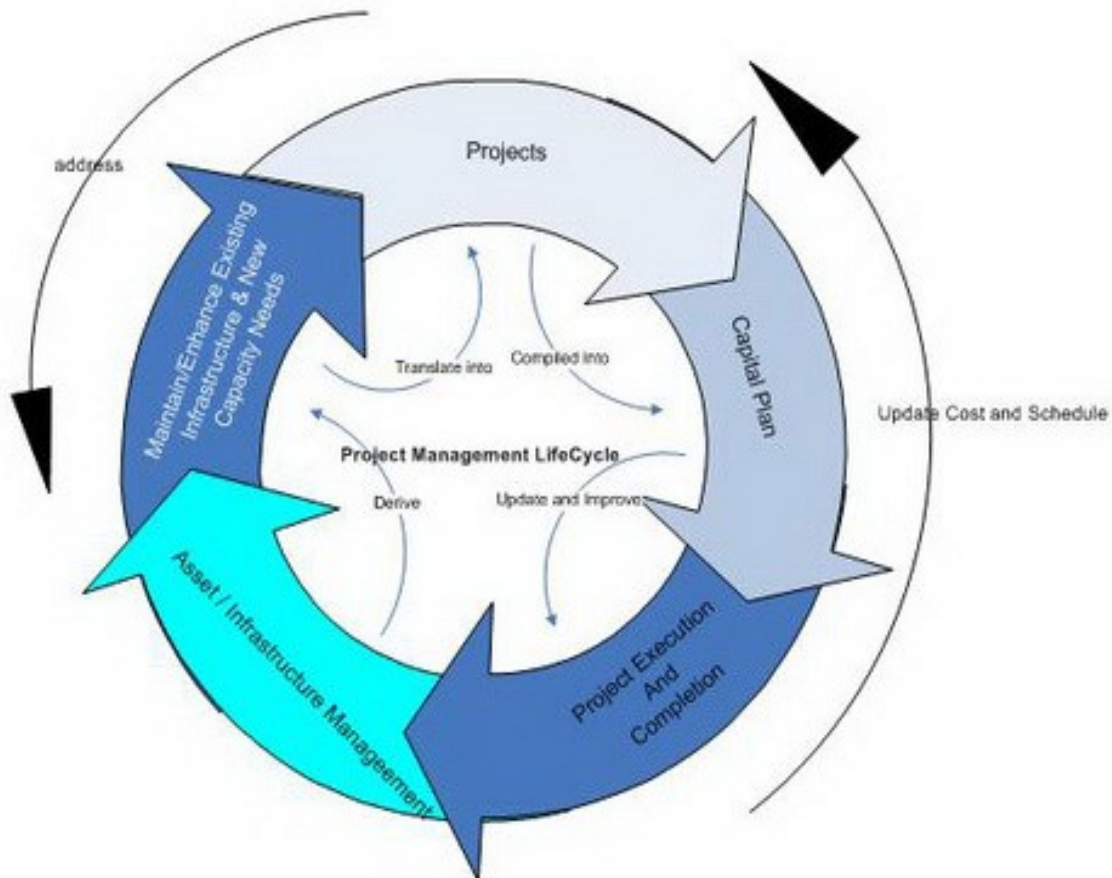 address
Projects
Maintain/Enhance Existing
Infrastructure & New
Capacity Needs
Capital Plan
Translate into
Compiled into
Update Cost and Schedule
Project Management LifeCycle
Derive
Update and Improve
Asset / Infrastructure Manageement
Project Execution
And
Completion